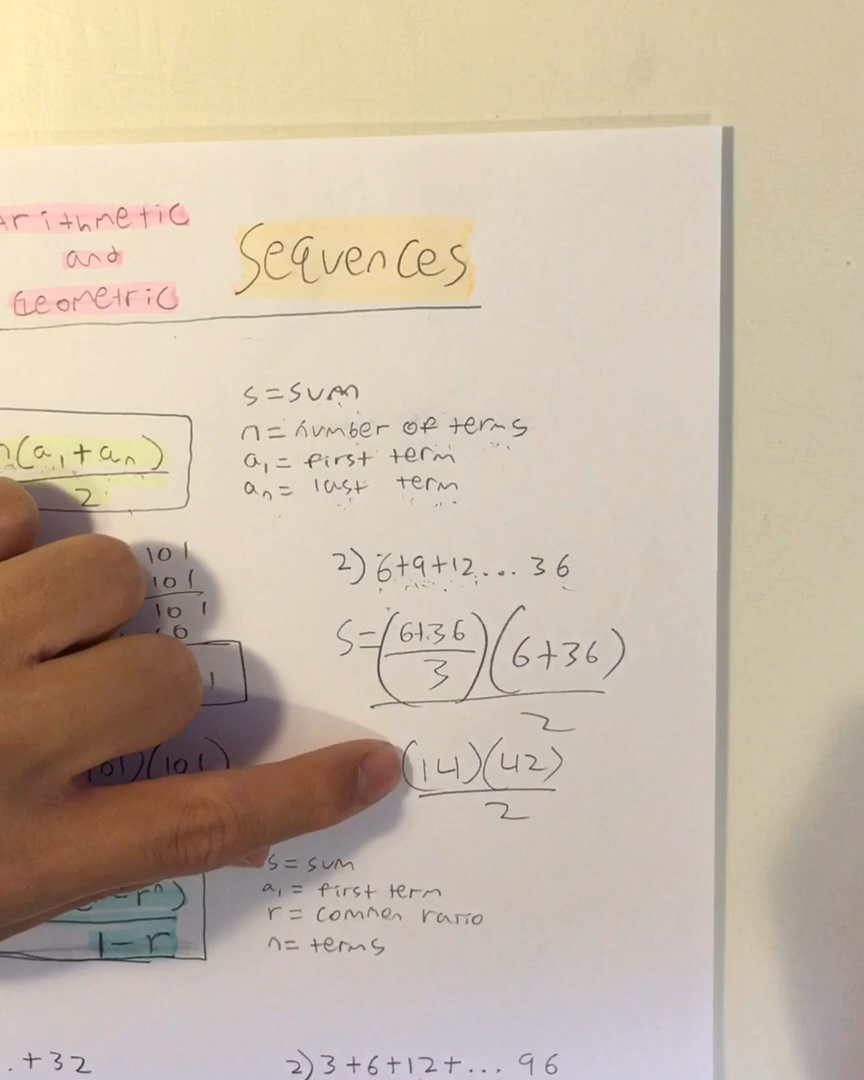 Arithmetic
and
Geometric
Sequences
n(a₁+aₙ)
2
s=sum
n=number of terms
a₁= first term
aₙ= last term
101
101
101
2) 6+9+12... 36
S=((6+36)/3)(6+36)
2
(14)(42)
2
101)(101)
s=sum
a₁= first term
r= common ratio
n= terms
-rⁿ)
1-r
.+32
2) 3+6+12+... 96